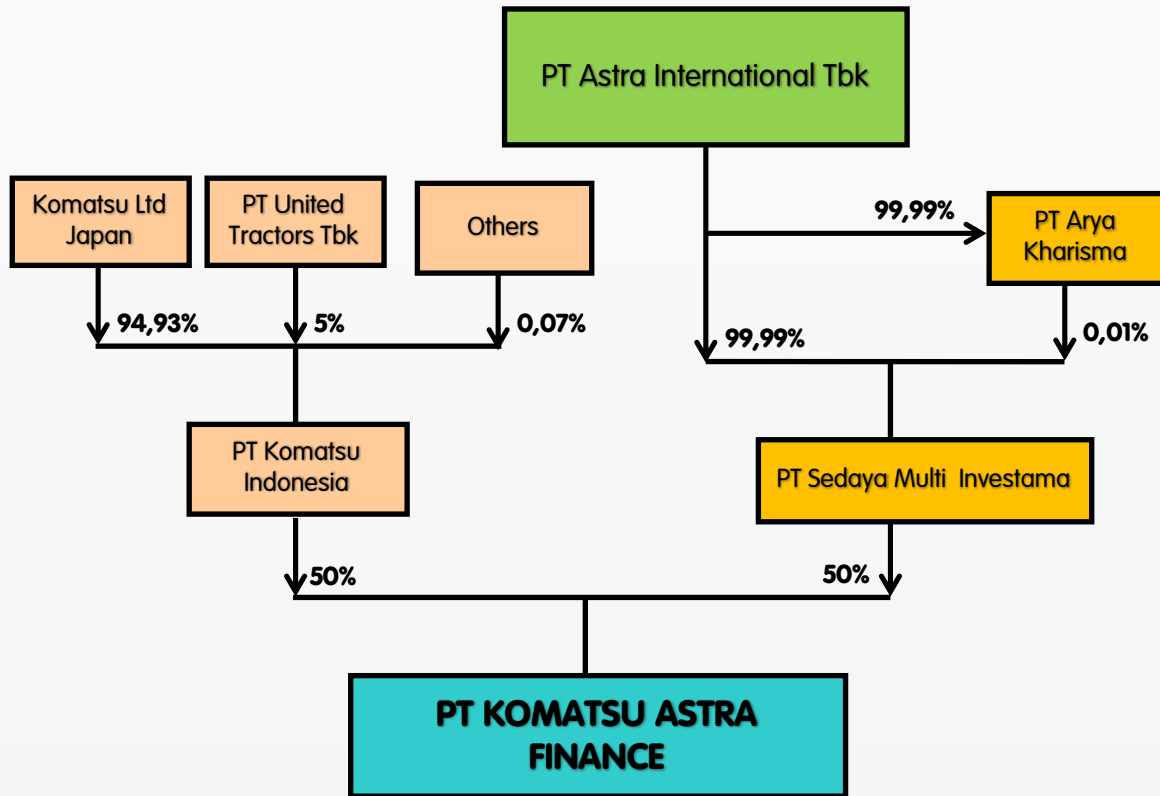 PT Astra International Tbk
Komatsu Ltd
Japan
PT United
Tractors Tbk
Others
99,99%
PT Arya
Kharisma
94,93%
5%
0,07%
99,99%
0,01%
PT Komatsu
Indonesia
PT Sedaya Multi Investama
50%
50%
PT KOMATSU ASTRA
FINANCE